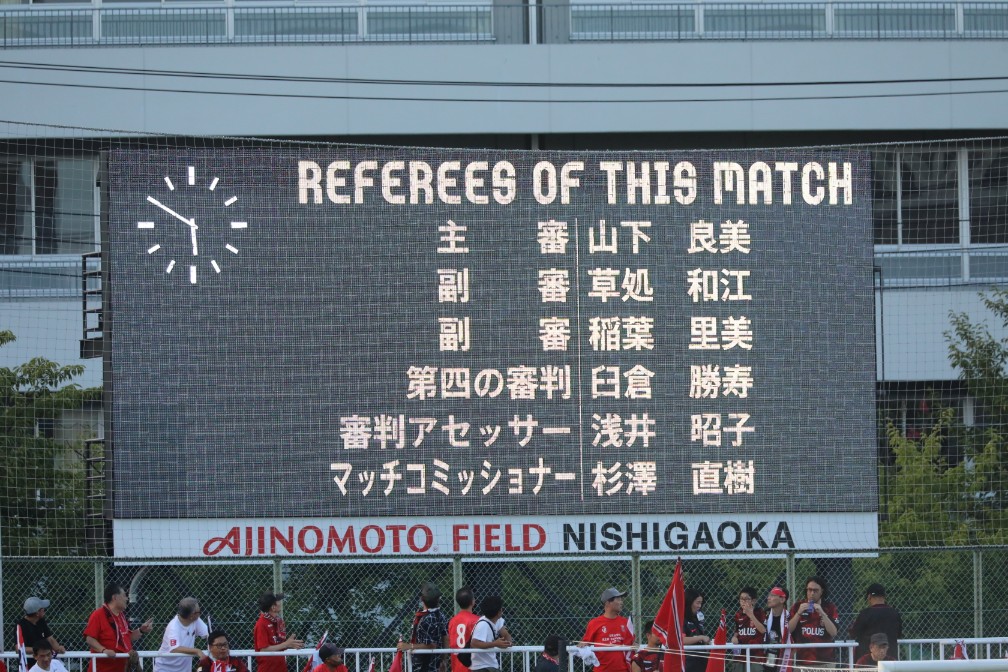 REFEREES OF THIS MATCH
主 審 山下 良美
副 審 草処 和江
副 審 稲葉 里美
第四の審判 臼倉 勝寿
審判アセッサー 浅井 昭子
マッチコミッショナー 杉澤 直樹
AJINOMOTO FIELD NISHIGAOKA
8
POLUS
POLUS